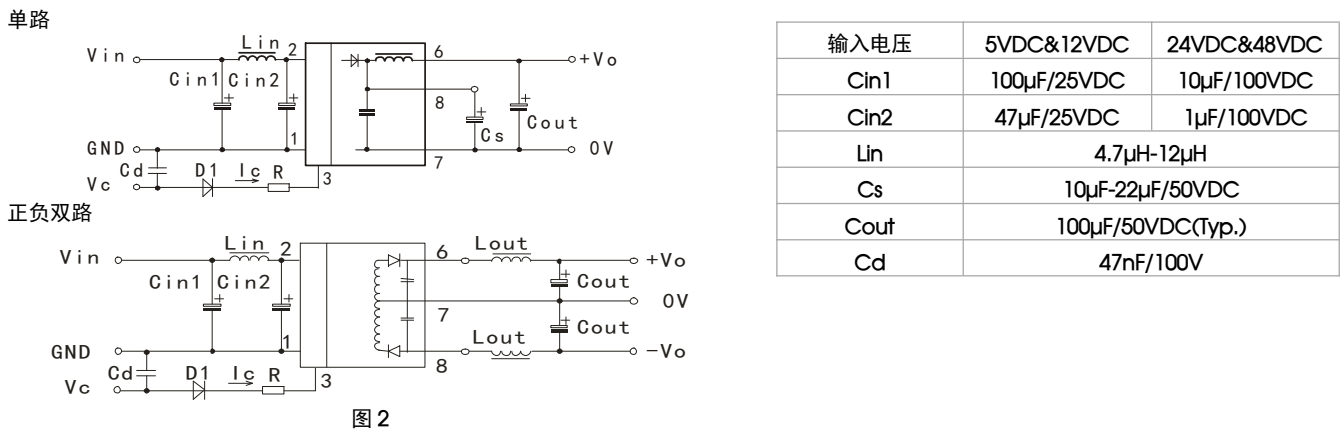 单路
Lin
2
6
Vin
+Vo
Cin1 Cin2
8
Cs
Cout
1
GND
0V
7
Cd
D1
Ic R
3
Vc
正负双路
Lin
2
6
Lout
Vin
+Vo
Cin1 Cin2
Cout
0V
7
Lout
Cout
1
GND
-Vo
8
Cd
D1
Ic R
3
Vc
图2
输入电压 5VDC&12VDC 24VDC&48VDC
Cin1 100μF/25VDC 10μF/100VDC
Cin2 47μF/25VDC 1μF/100VDC
Lin 4.7μH-12μH
Cs 10μF-22μF/50VDC
Cout 100μF/50VDC(Typ.)
Cd 47nF/100V